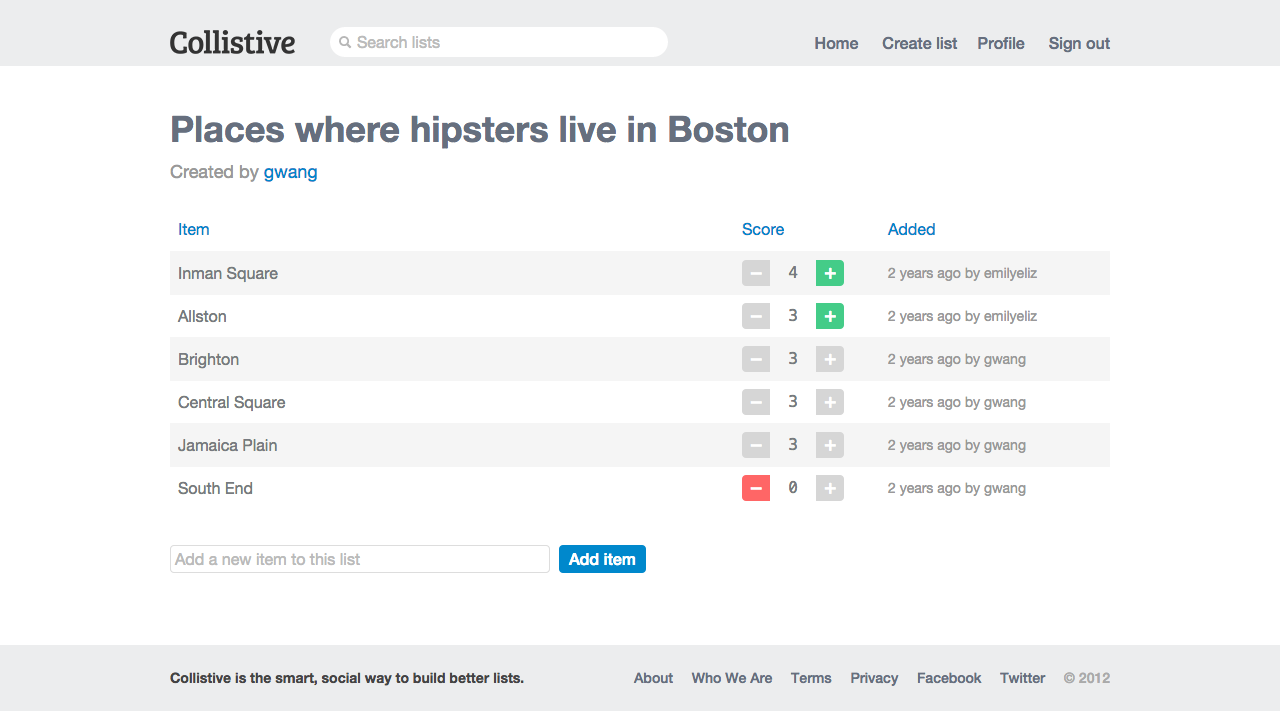 Collistive Search lists Home Create list Profile Sign out
Places where hipsters live in Boston
Created by gwang
Item Score Added
Inman Square − 4 + 2 years ago by emilyeliz
Allston − 3 + 2 years ago by emilyeliz
Brighton − 3 + 2 years ago by gwang
Central Square − 3 + 2 years ago by gwang
Jamaica Plain − 3 + 2 years ago by gwang
South End − 0 + 2 years ago by gwang
Add a new item to this list Add item
Collistive is the smart, social way to build better lists. About Who We Are Terms Privacy Facebook Twitter © 2012